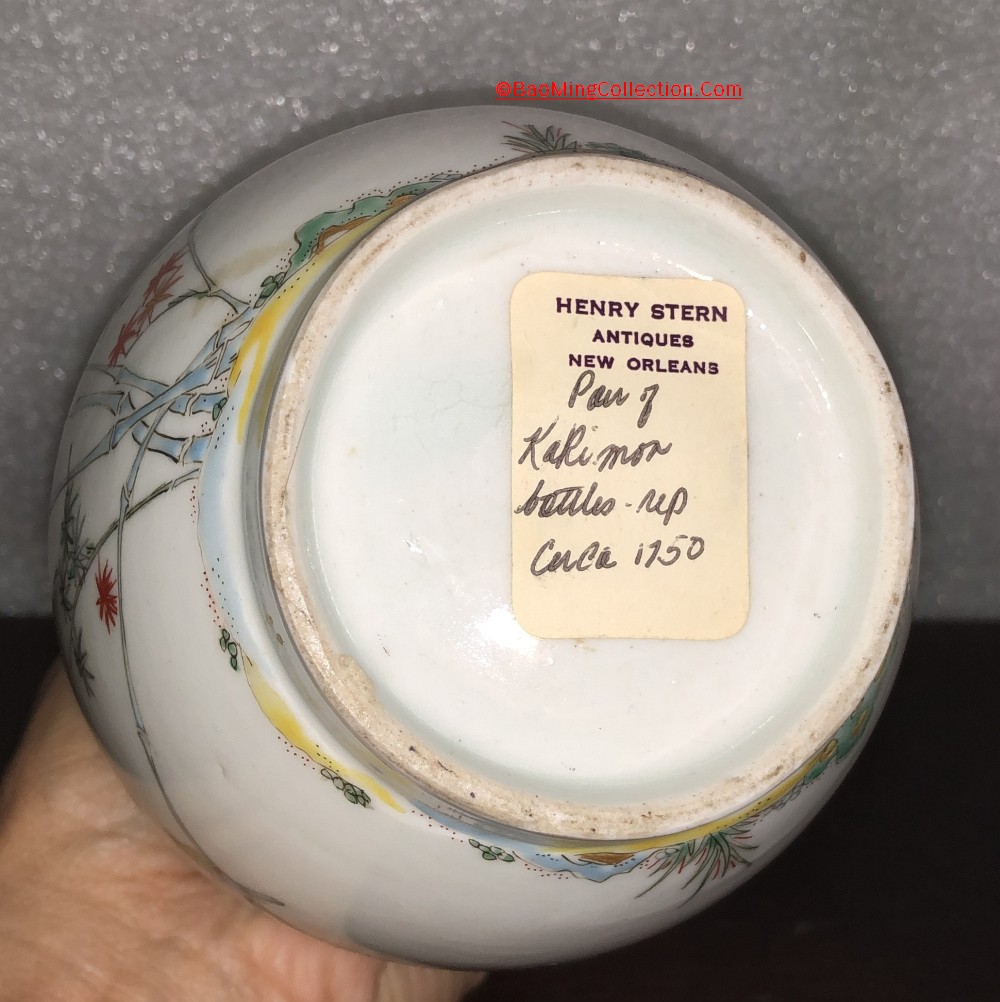 ©BaoMingCollection.Com
HENRY STERN
ANTIQUES
NEW ORLEANS
Pair of
Kakimon
bottles - rep
Circa 1750